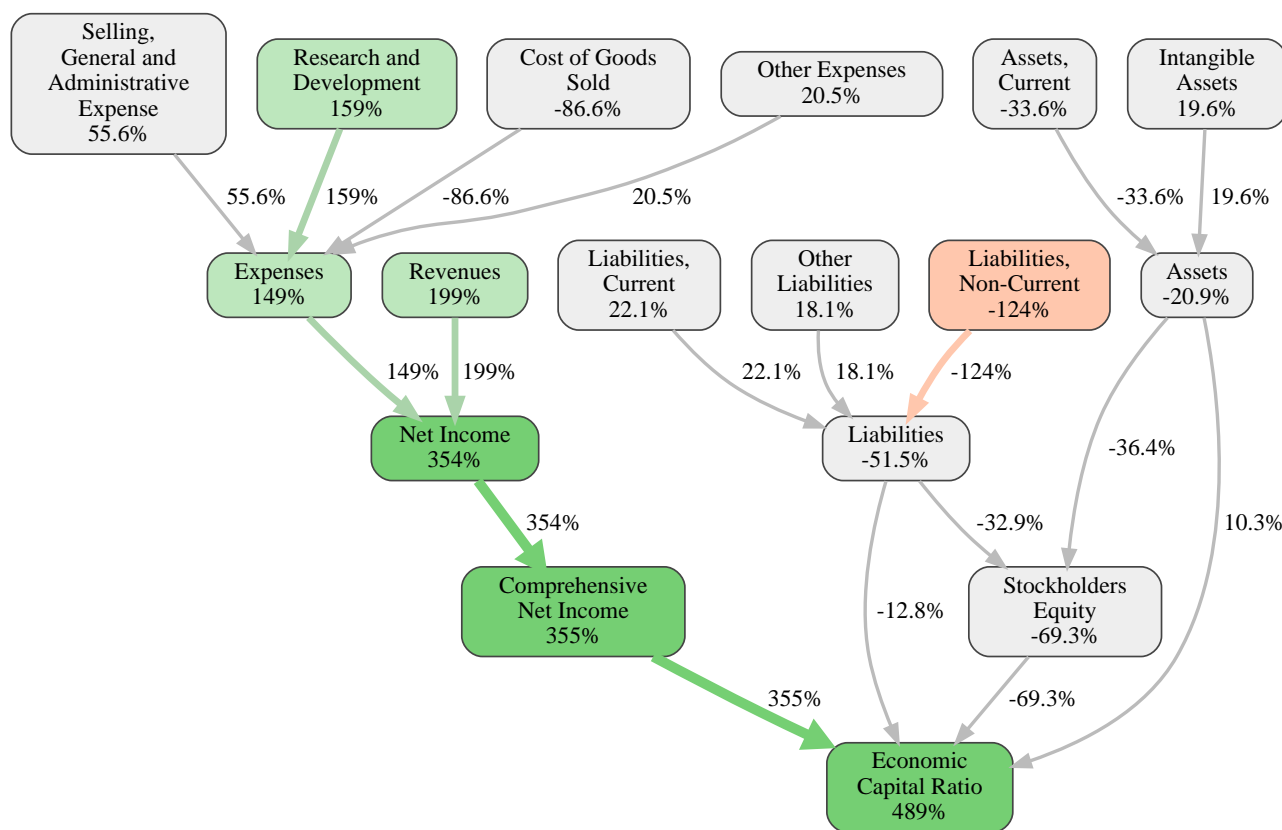 Selling,
General and
Administrative
Expense
55.6%
Research and
Development
159%
Cost of Goods
Sold
-86.6%
Other Expenses
20.5%
Assets,
Current
-33.6%
Intangible
Assets
19.6%
55.6%
159%
-86.6%
20.5%
-33.6%
19.6%
Expenses
149%
Revenues
199%
Liabilities,
Current
22.1%
Other
Liabilities
18.1%
Liabilities,
Non-Current
-124%
Assets
-20.9%
149%
199%
22.1%
18.1%
-124%
Net Income
354%
Liabilities
-51.5%
-36.4%
354%
-32.9%
10.3%
Comprehensive
Net Income
355%
-12.8%
Stockholders
Equity
-69.3%
355%
-69.3%
Economic
Capital Ratio
489%